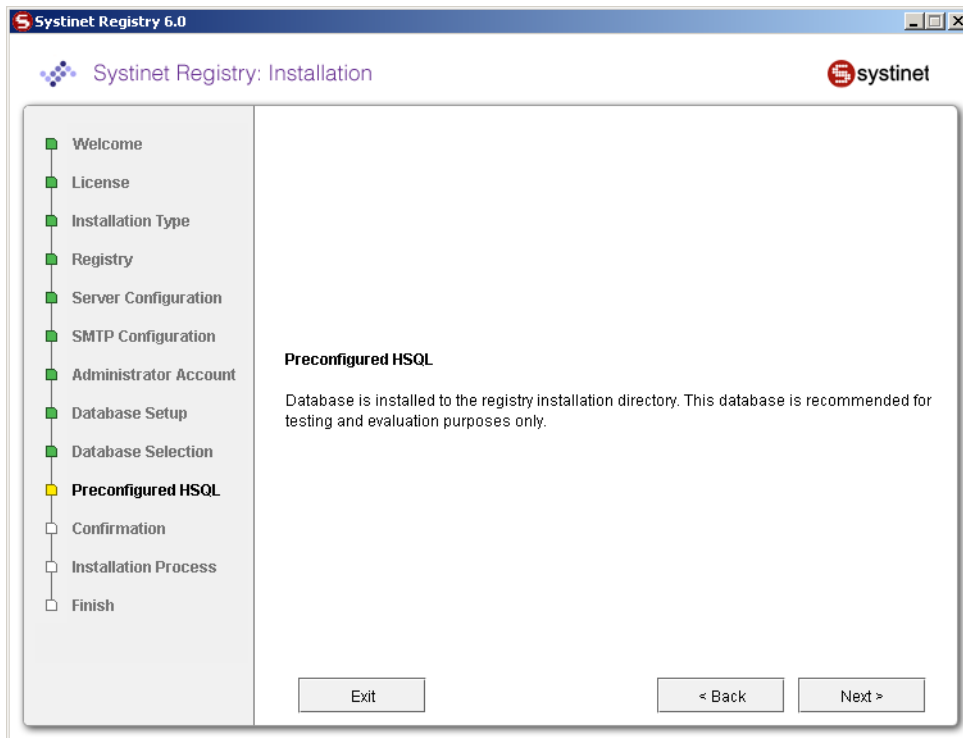 Systinet Registry 6.0
Systinet Registry: Installation
systinet
Welcome
License
Installation Type
Registry
Server Configuration
SMTP Configuration
Administrator Account
Database Setup
Database Selection
Preconfigured HSQL
Confirmation
Installation Process
Finish
Preconfigured HSQL
Database is installed to the registry installation directory. This database is recommended for
testing and evaluation purposes only.
Exit
< Back
Next >